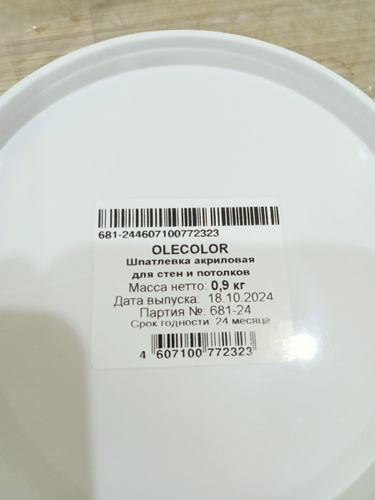 681-244607100772323
OLECOLOR
Шпатлевка акриловая
для стен и потолков
Масса нетто: 0,9 кг
Дата выпуска: 18.10.2024
Партия №: 681-24
Срок годности: 24 месяца
4 607100 772323